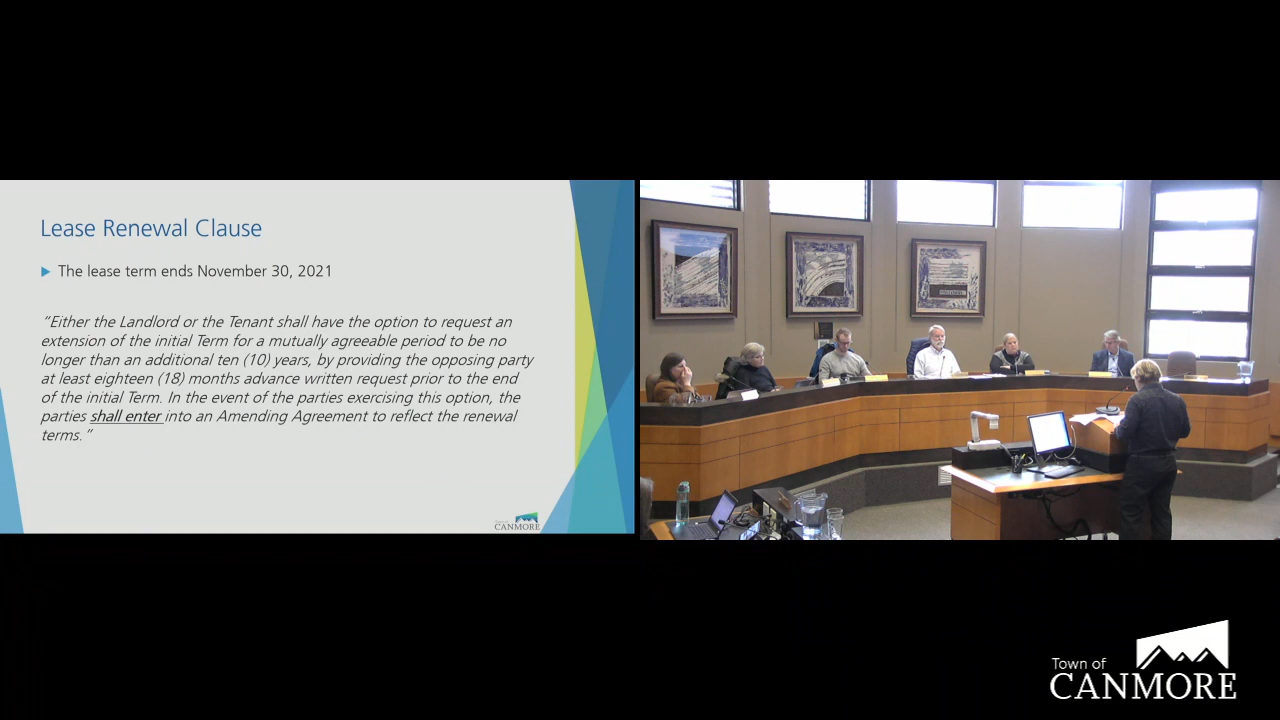 Lease Renewal Clause
The lease term ends November 30, 2021
“Either the Landlord or the Tenant shall have the option to request an
extension of the initial Term for a mutually agreeable period to be no
longer than an additional ten (10) years, by providing the opposing party
at least eighteen (18) months advance written request prior to the end
of the initial Term. In the event of the parties exercising this option, the
parties shall enter into an Amending Agreement to reflect the renewal
terms.”
CANMORE
Town of
CANMORE